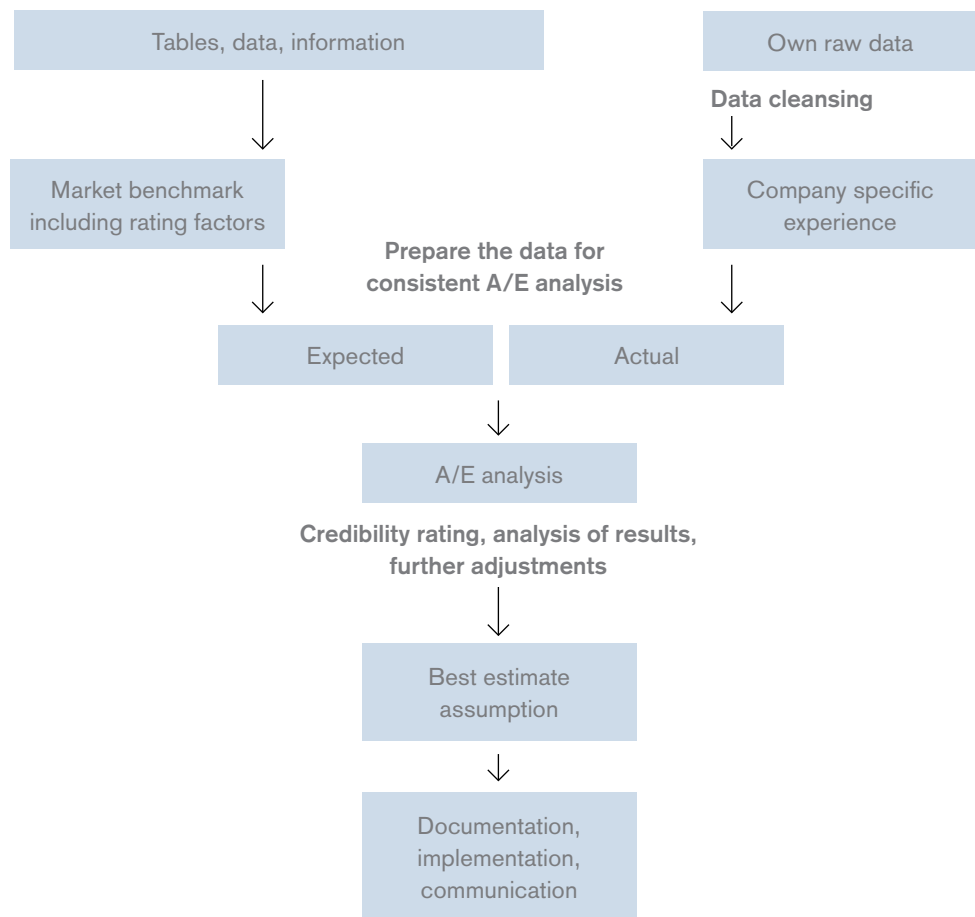 Tables, data, information
Own raw data
Data cleansing
Market benchmark
including rating factors
Company specific
experience
Prepare the data for
consistent A/E analysis
Expected
Actual
A/E analysis
Credibility rating, analysis of results,
further adjustments
Best estimate
assumption
Documentation,
implementation,
communication